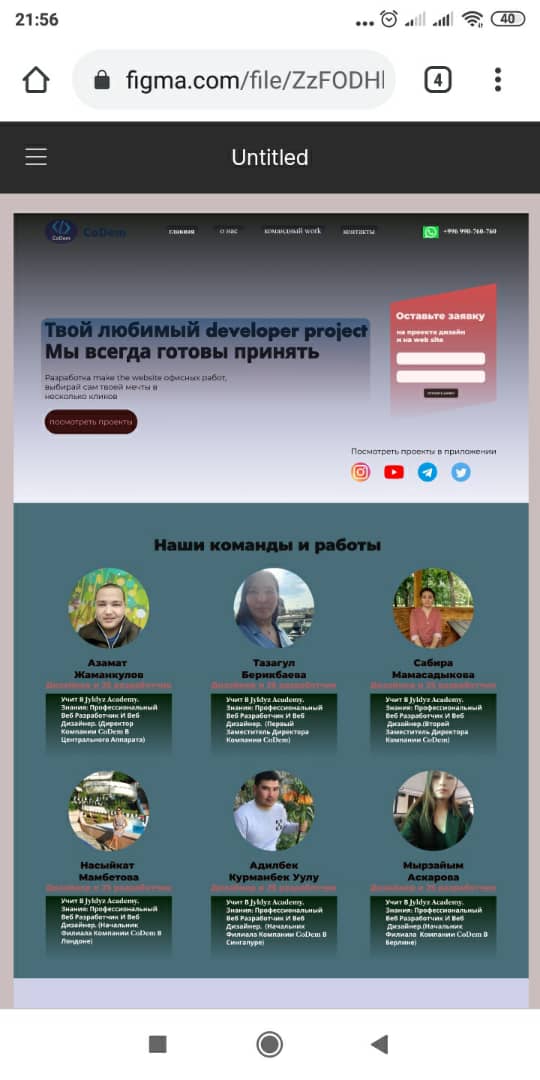 21:56
40
figma.com/file/ZzFODH
4
Untitled
CoDem
CoDem
главная
о нас
командный work
контакты
+996 990-760-760
Твой любимый developer project
Мы всегда готовы принять
Разработка make the website офисных работ,
выбирай сам твоей мечты в
несколько кликов
посмотреть проекты
Оставьте заявку
на проекте дизайн
и на web site
Посмотреть проекты в приложении
Наши команды и работы
Азамат
Жаманкулов
Дизайнер и JS разработчик
Учит В Jyldyz Academy.
Знания: Профессиональный
Веб Разработчик И Веб
Дизайнер. (Директор
Компании CoDem В
Центрального Аппарата)
Тазагул
Берикбаева
Дизайнер и JS разработчик
Учит В Jyldyz Academy.
Знания: Профессиональный
Веб Разработчик И Веб
Дизайнер. (Первый
Заместитель Директора
Компании CoDem)
Сабира
Мамасадыкова
Дизайнер и JS разработчик
Учит В Jyldyz Academy.
Знания: Профессиональный
Веб Разработчик И Веб
Дизайнер.(Второй
Заместитель Директора
Компании CoDem)
Насыйкат
Мамбетова
Дизайнер и JS разработчик
Учит В Jyldyz Academy.
Знания: Профессиональный
Веб Разработчик И Веб
Дизайнер. (Начальник
Филиала Компании CoDem В
Лондоне)
Адилбек
Курманбек Уулу
Дизайнер и JS разработчик
Учит В Jyldyz Academy.
Знания: Профессиональный
Веб Разработчик И Веб
Дизайнер. (Начальник
Филиала Компании CoDem В
Сингапуре)
Мырзайым
Аскарова
Дизайнер и JS разработчик
Учит В Jyldyz Academy.
Знания: Профессиональный
Веб Разработчик И Веб
Дизайнер.(Начальник
Филиала Компании CoDem В
Берлине)